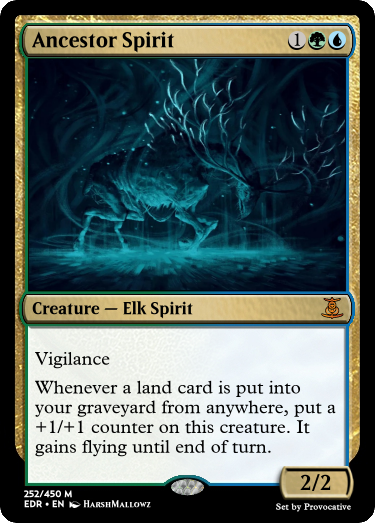 Ancestor Spirit 1
Creature — Elk Spirit
Vigilance
Whenever a land card is put into
your graveyard from anywhere, put a
+1/+1 counter on this creature. It
gains flying until end of turn.
2/2
252/450 M
EDR • EN HarshMallowz
Set by Provocative